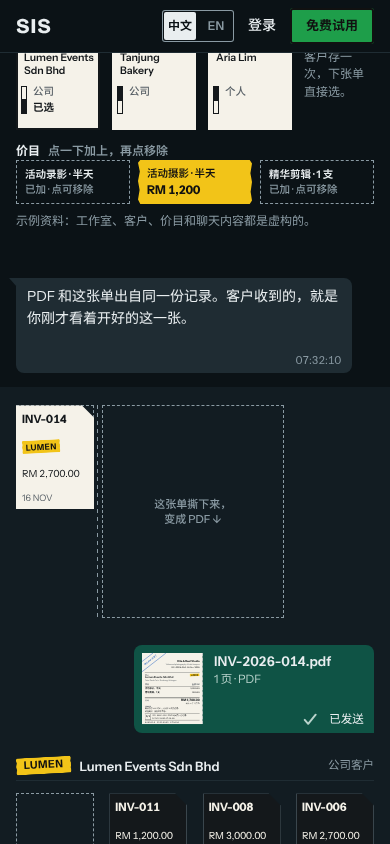 SIS
中文
EN
登录
免费试用
Lumen Events
Sdn Bhd
公司
已选
Tanjung
Bakery
公司
Aria Lim
个人
客户存一
次，下张单
直接选。
价目 点一下加上，再点移除
活动录影·半天
已加·点可移除
活动摄影·半天
RM 1,200
精华剪辑·1 支
已加·点可移除
示例资料：工作室、客户、价目和聊天内容都是虚构的。
PDF 和这张单出自同一份记录。客户收到的，就是
你刚才看着开好的这一张。
07:32:10
INV-014
LUMEN
RM 2,700.00
16 NOV
这张单撕下来，
变成 PDF ↓
INV-2026-014.pdf
1 页·PDF
已发送
LUMEN
Lumen Events Sdn Bhd
公司客户
INV-011
RM 1,200.00
INV-008
RM 3,000.00
INV-006
RM 2,700.00